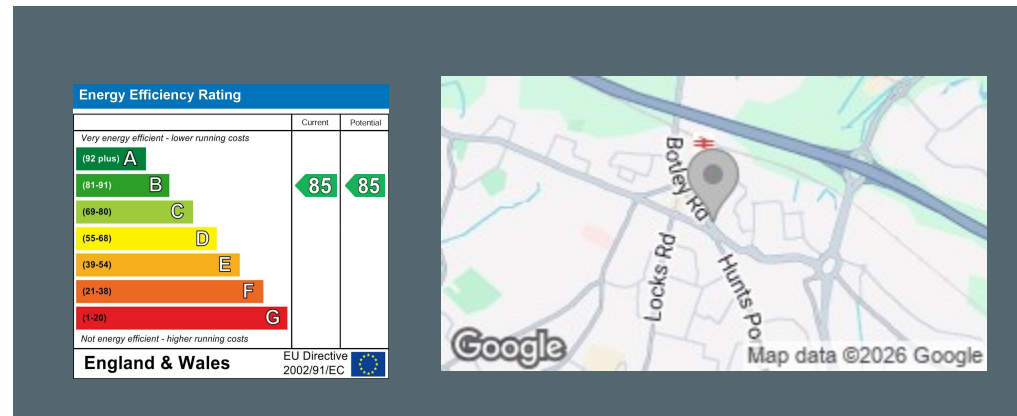 Energy Efficiency Rating
Current Potential
Very energy efficient - lower running costs
(92 plus) A
(81-91) B 85 85
(69-80) C
(55-68) D
(39-54) E
(21-38) F
(1-20) G
Not energy efficient - higher running costs
England & Wales
EU Directive
2002/91/EC
Botley Rd
Locks Rd
Hunts Po
Google
Map data ©2026 Google